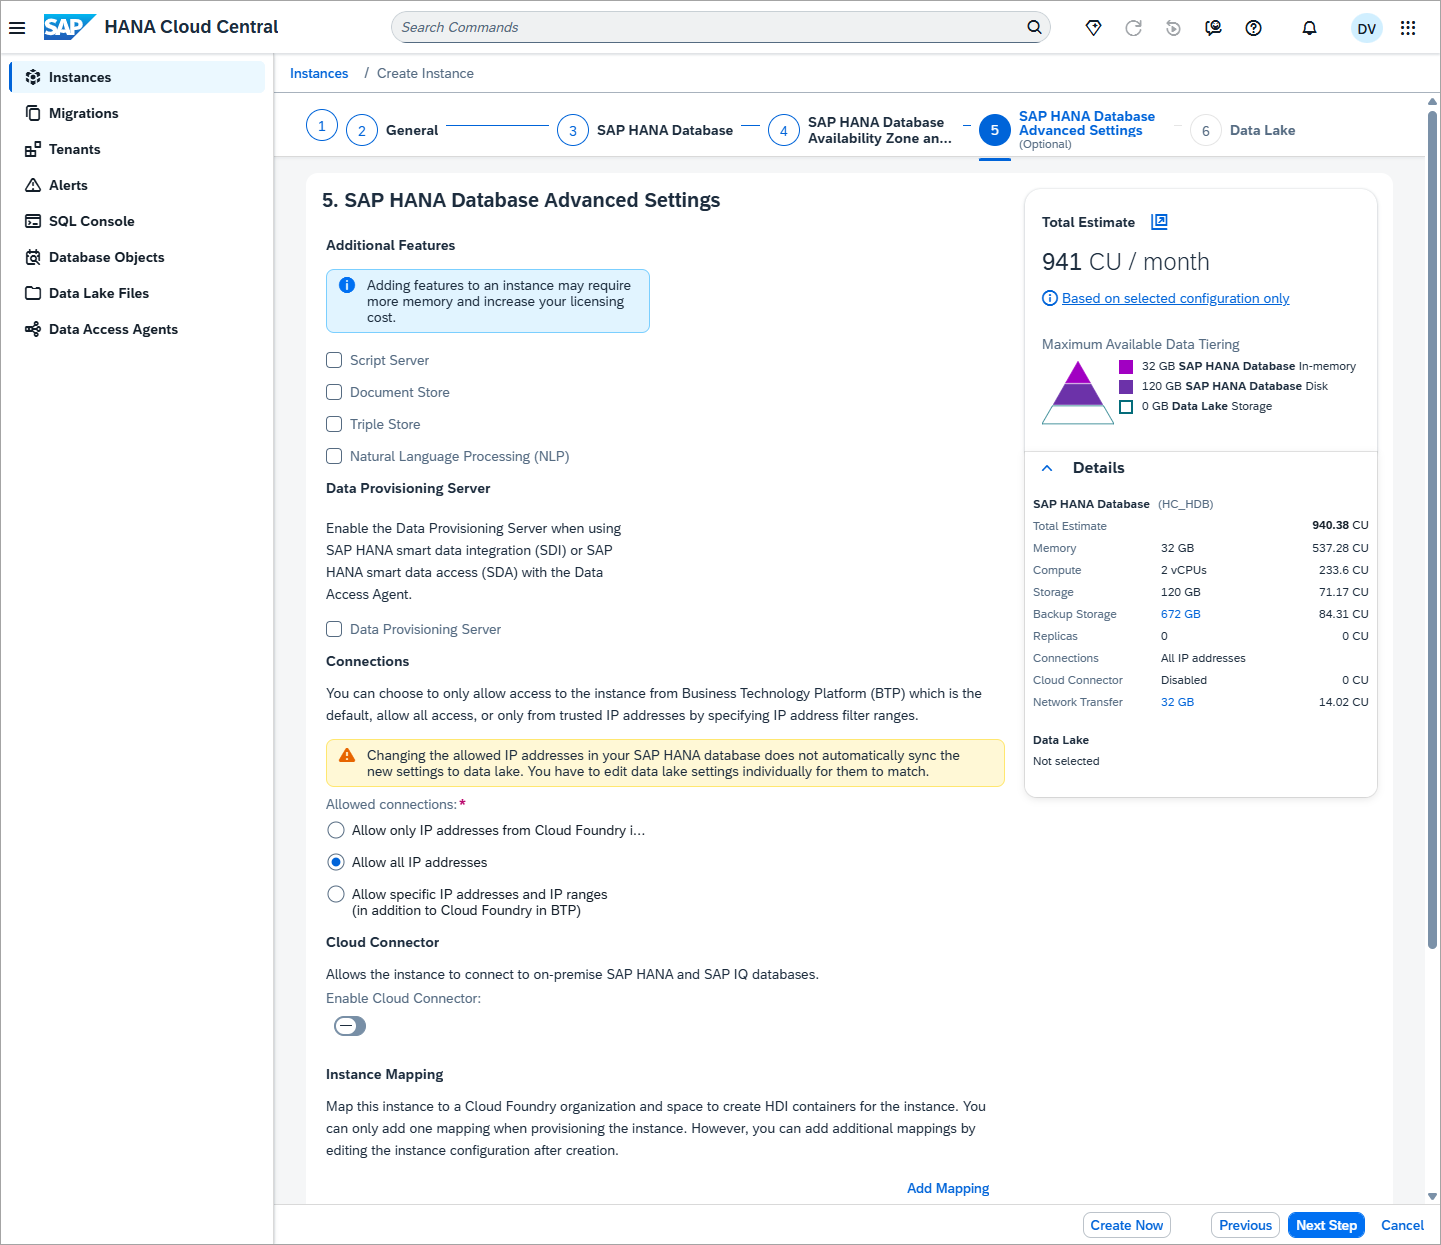 SAP HANA Cloud Central
Search Commands
DV
Instances
Migrations
Tenants
Alerts
SQL Console
Database Objects
Data Lake Files
Data Access Agents
Instances / Create Instance
1
2 General
3 SAP HANA Database
4 SAP HANA Database
Availability Zone an...
5 SAP HANA Database
Advanced Settings
(Optional)
6 Data Lake
5. SAP HANA Database Advanced Settings
Additional Features
Adding features to an instance may require
more memory and increase your licensing
cost.
Script Server
Document Store
Triple Store
Natural Language Processing (NLP)
Data Provisioning Server
Enable the Data Provisioning Server when using
SAP HANA smart data integration (SDI) or SAP
HANA smart data access (SDA) with the Data
Access Agent.
Data Provisioning Server
Connections
You can choose to only allow access to the instance from Business Technology Platform (BTP) which is the
default, allow all access, or only from trusted IP addresses by specifying IP address filter ranges.
Changing the allowed IP addresses in your SAP HANA database does not automatically sync the
new settings to data lake. You have to edit data lake settings individually for them to match.
Allowed connections:*
Allow only IP addresses from Cloud Foundry i...
Allow all IP addresses
Allow specific IP addresses and IP ranges
(in addition to Cloud Foundry in BTP)
Cloud Connector
Allows the instance to connect to on-premise SAP HANA and SAP IQ databases.
Enable Cloud Connector:
Instance Mapping
Map this instance to a Cloud Foundry organization and space to create HDI containers for the instance. You
can only add one mapping when provisioning the instance. However, you can add additional mappings by
editing the instance configuration after creation.
Add Mapping
Total Estimate
941 CU / month
Based on selected configuration only
Maximum Available Data Tiering
32 GB SAP HANA Database In-memory
120 GB SAP HANA Database Disk
0 GB Data Lake Storage
Details
SAP HANA Database (HC_HDB)
Total Estimate 940.38 CU
Memory 32 GB 537.28 CU
Compute 2 vCPUs 233.6 CU
Storage 120 GB 71.17 CU
Backup Storage 672 GB 84.31 CU
Replicas 0 0 CU
Connections All IP addresses
Cloud Connector Disabled 0 CU
Network Transfer 32 GB 14.02 CU
Data Lake
Not selected
Create Now Previous Next Step Cancel